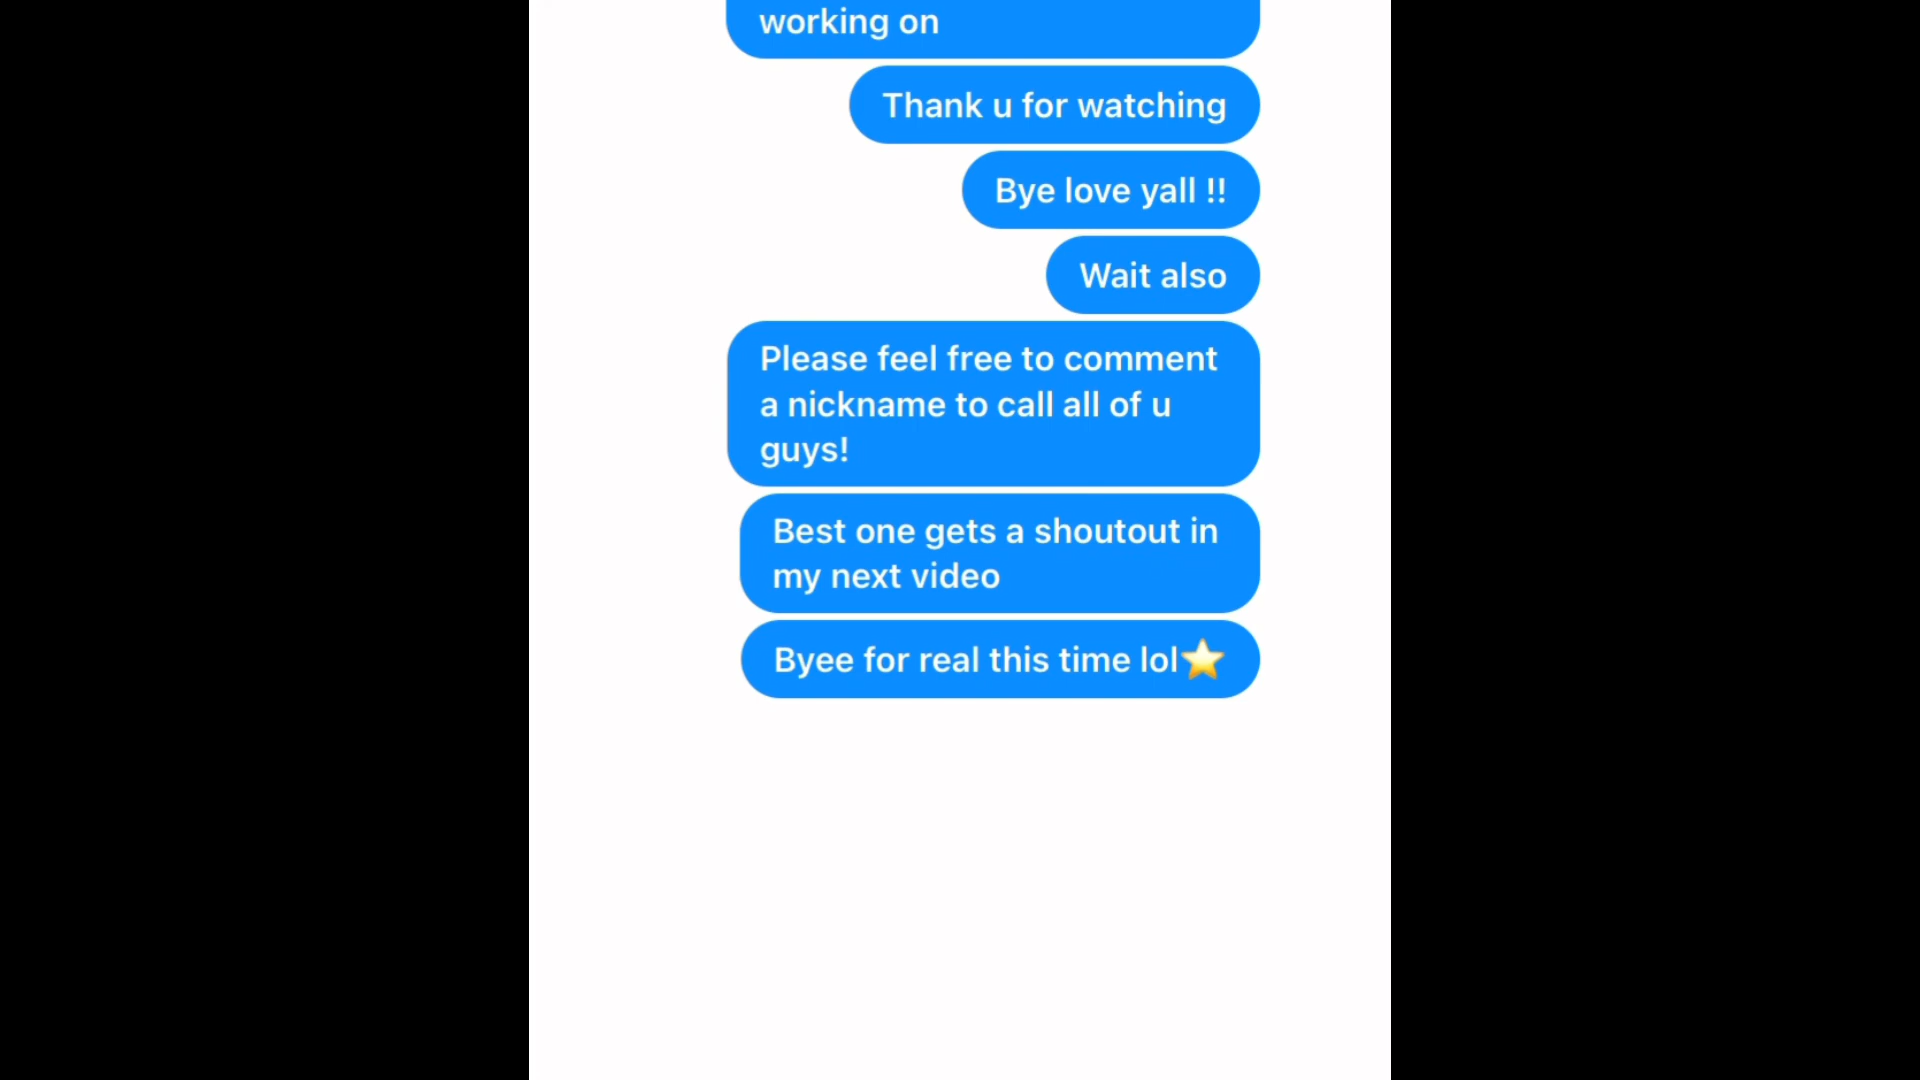 working on
Thank u for watching
Bye love yall !!
Wait also
Please feel free to comment
a nickname to call all of u
guys!
Best one gets a shoutout in
my next video
Byee for real this time lol⭐